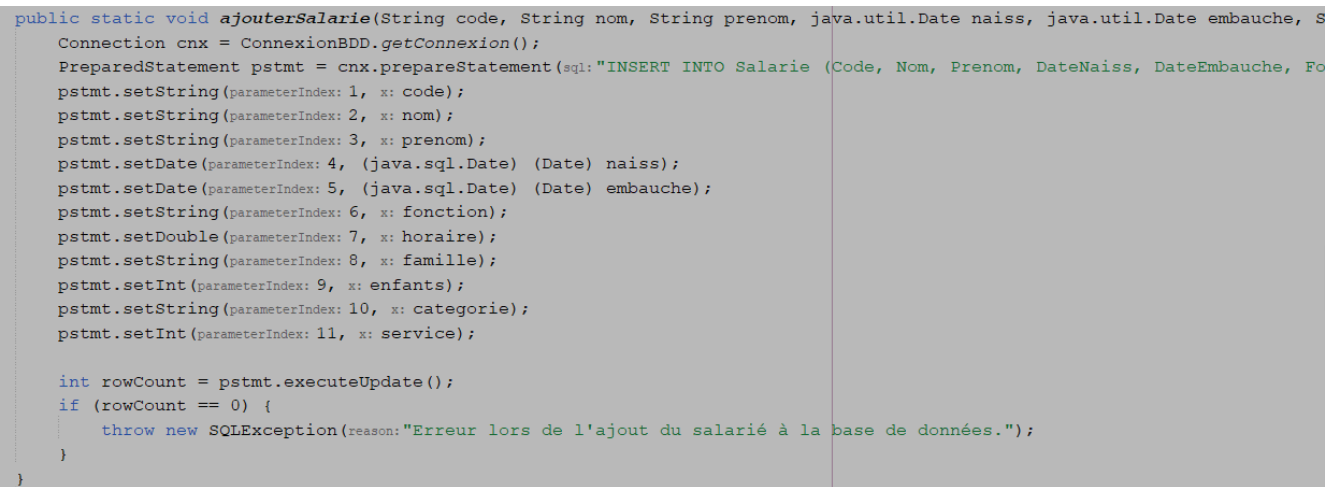 public static void ajouterSalarie(String code, String nom, String prenom, java.util.Date naiss, java.util.Date embauche, S
Connection cnx = ConnexionBDD.getConnexion();
PreparedStatement pstmt = cnx.prepareStatement(sql: "INSERT INTO Salarie (Code, Nom, Prenom, DateNaiss, DateEmbauche, Fo
pstmt.setString(parameterIndex: 1, x: code);
pstmt.setString(parameterIndex: 2, x: nom);
pstmt.setString(parameterIndex: 3, x: prenom);
pstmt.setDate(parameterIndex: 4, (java.sql.Date) (Date) naiss);
pstmt.setDate(parameterIndex: 5, (java.sql.Date) (Date) embauche);
pstmt.setString(parameterIndex: 6, x: fonction);
pstmt.setDouble(parameterIndex: 7, x: horaire);
pstmt.setString(parameterIndex: 8, x: famille);
pstmt.setInt(parameterIndex: 9, x: enfants);
pstmt.setString(parameterIndex: 10, x: categorie);
pstmt.setInt(parameterIndex: 11, x: service);
int rowCount = pstmt.executeUpdate();
if (rowCount == 0) {
throw new SQLException(reason: "Erreur lors de l'ajout du salarié à la base de données.");
}
}